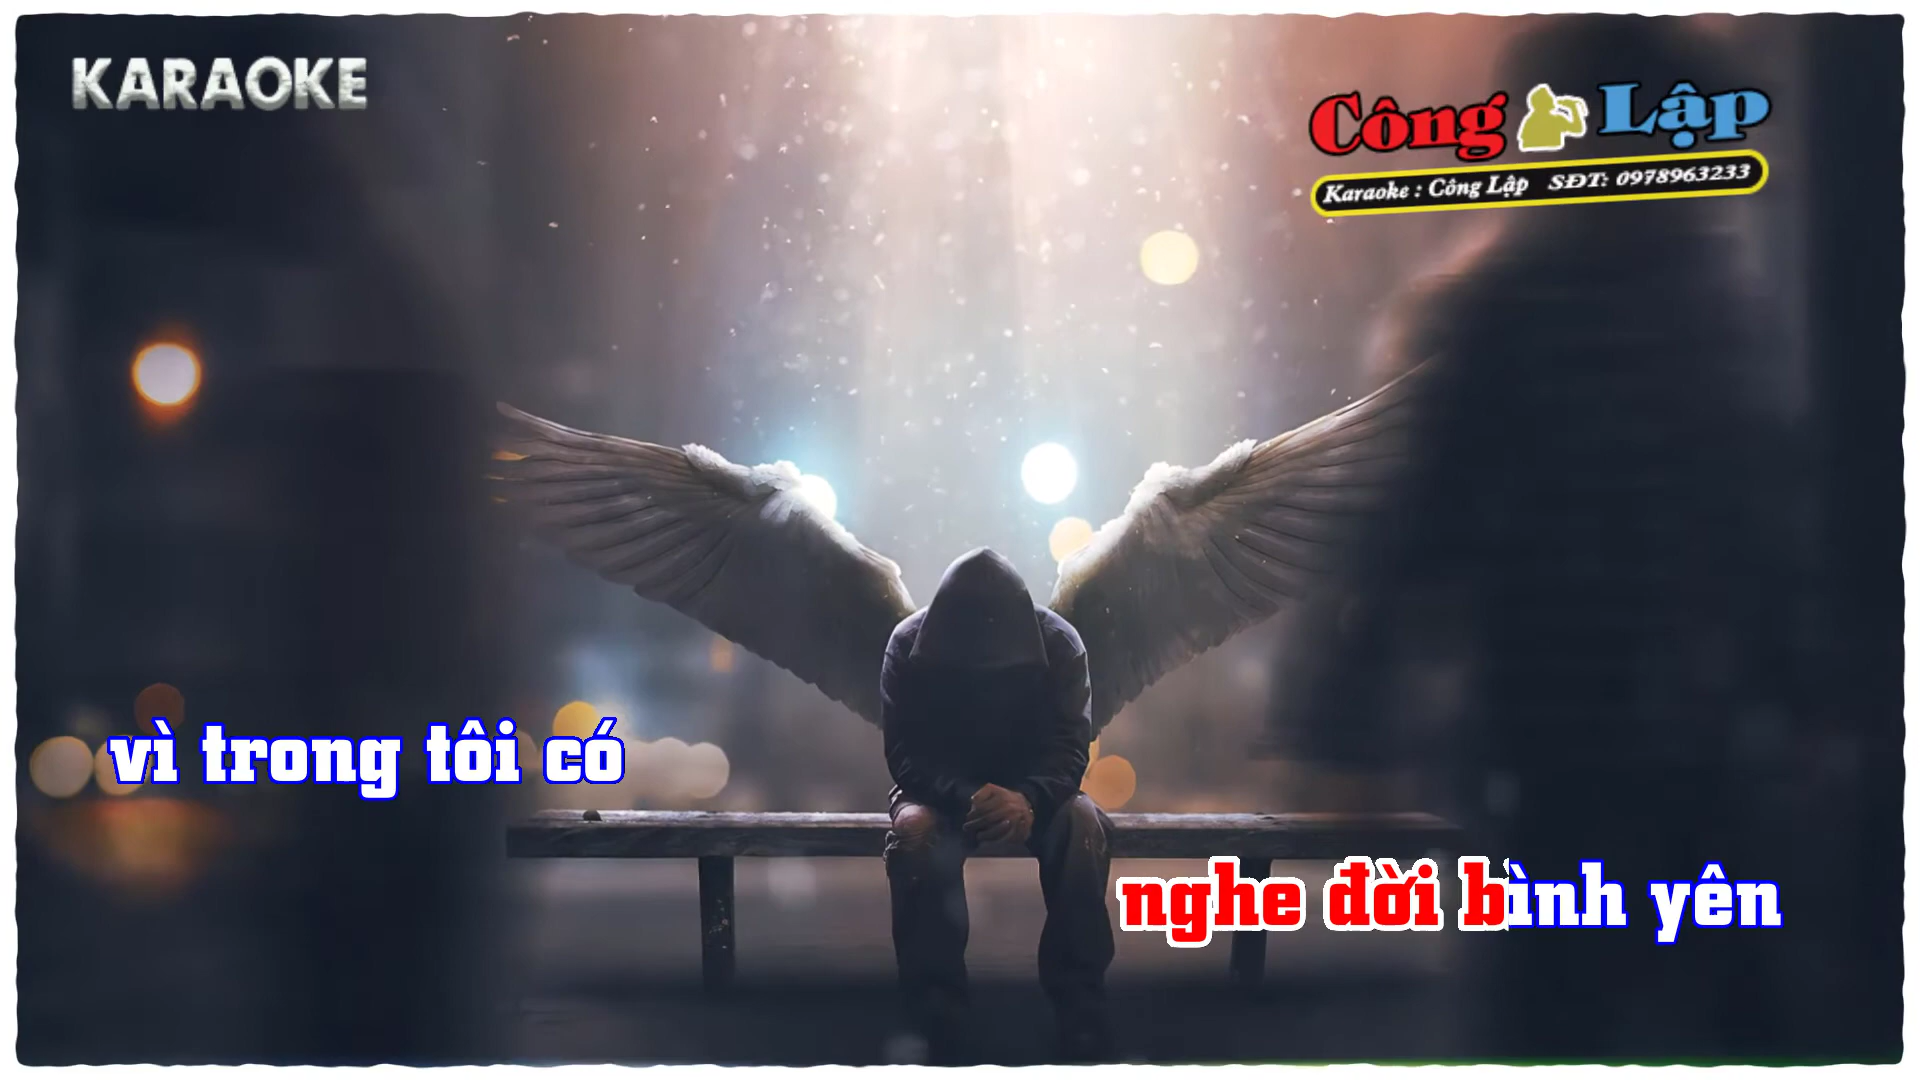 KARAOKE
Công Lập
Karaoke : Công Lập SĐT: 0978963233
vì trong tôi có
nghe đời bình yên